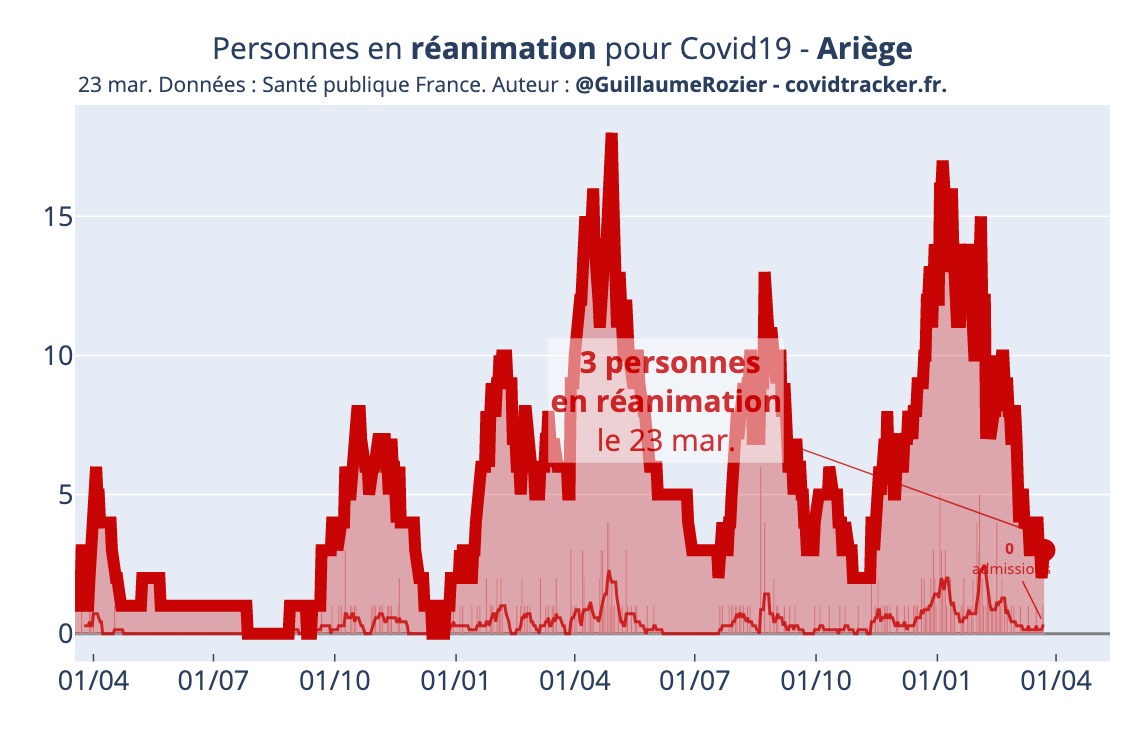 Personnes en réanimation pour Covid19 - Ariège
23 mar. Données : Santé publique France. Auteur : @GuillaumeRozier - covidtracker.fr.
15
10
5
0
3 personnes
en réanimation
le 23 mar.
0
admissions
01/04 01/07 01/10 01/01 01/04 01/07 01/10 01/01 01/04